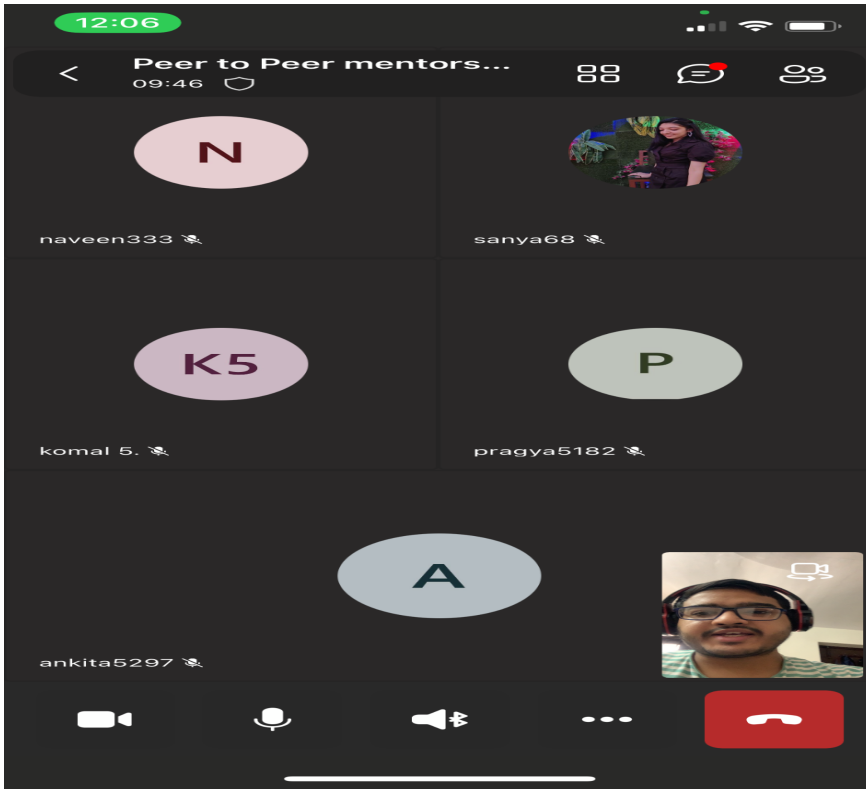 12:06
Peer to Peer mentors...
09:46
N
naveen333
sanya68
K5
komal 5.
P
pragya5182
A
ankita5297